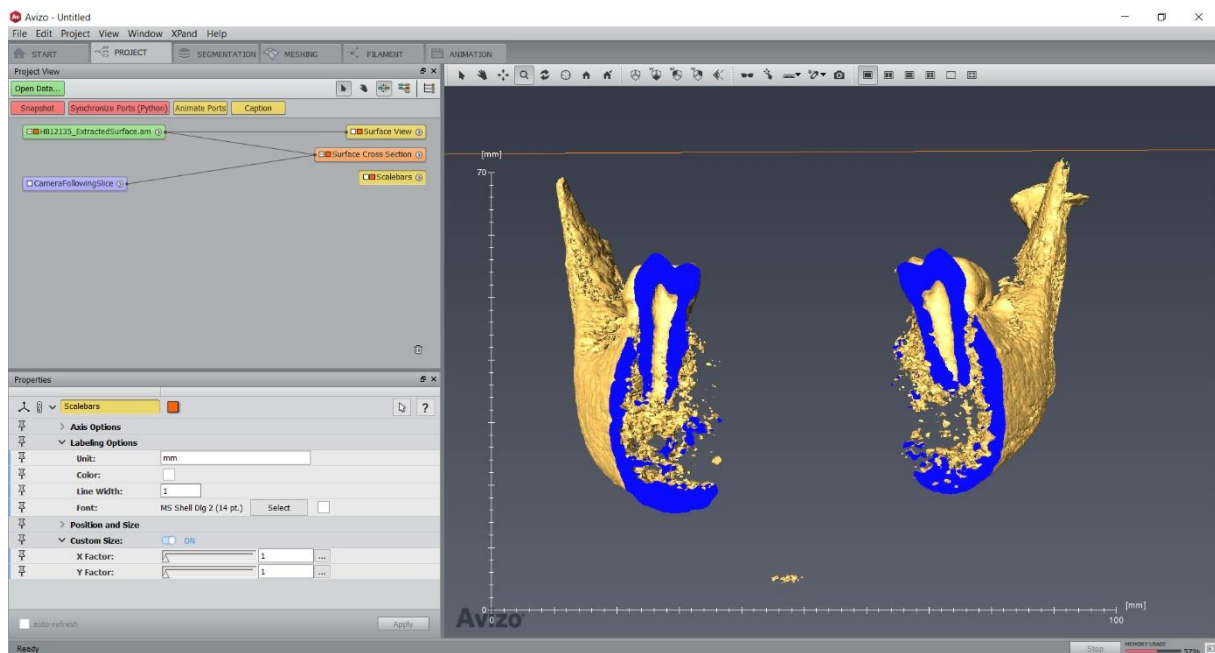 Avizo - Untitled
File Edit Project View Window XPand Help
START PROJECT SEGMENTATION MESHING FILAMENT ANIMATION
Project View
Open Data...
Snapshot Synchronize Ports (Python) Animate Ports Caption
HB12135_ExtractedSurface.am Surface View
Surface Cross Section
Scalebars
CameraFollowingSlice
Properties
Scalebars ?
Axis Options
Labeling Options
Unit: mm
Color:
Line Width: 1
Font: MS Shell Dlg 2 (14 pt.) Select
Position and Size
Custom Size: ON
X Factor: 1 ...
Y Factor: 1 ...
auto-refresh Apply
Ready
[mm]
70
0
0 100
[mm]
Avizo
Stop MEMORY USAGE 57%